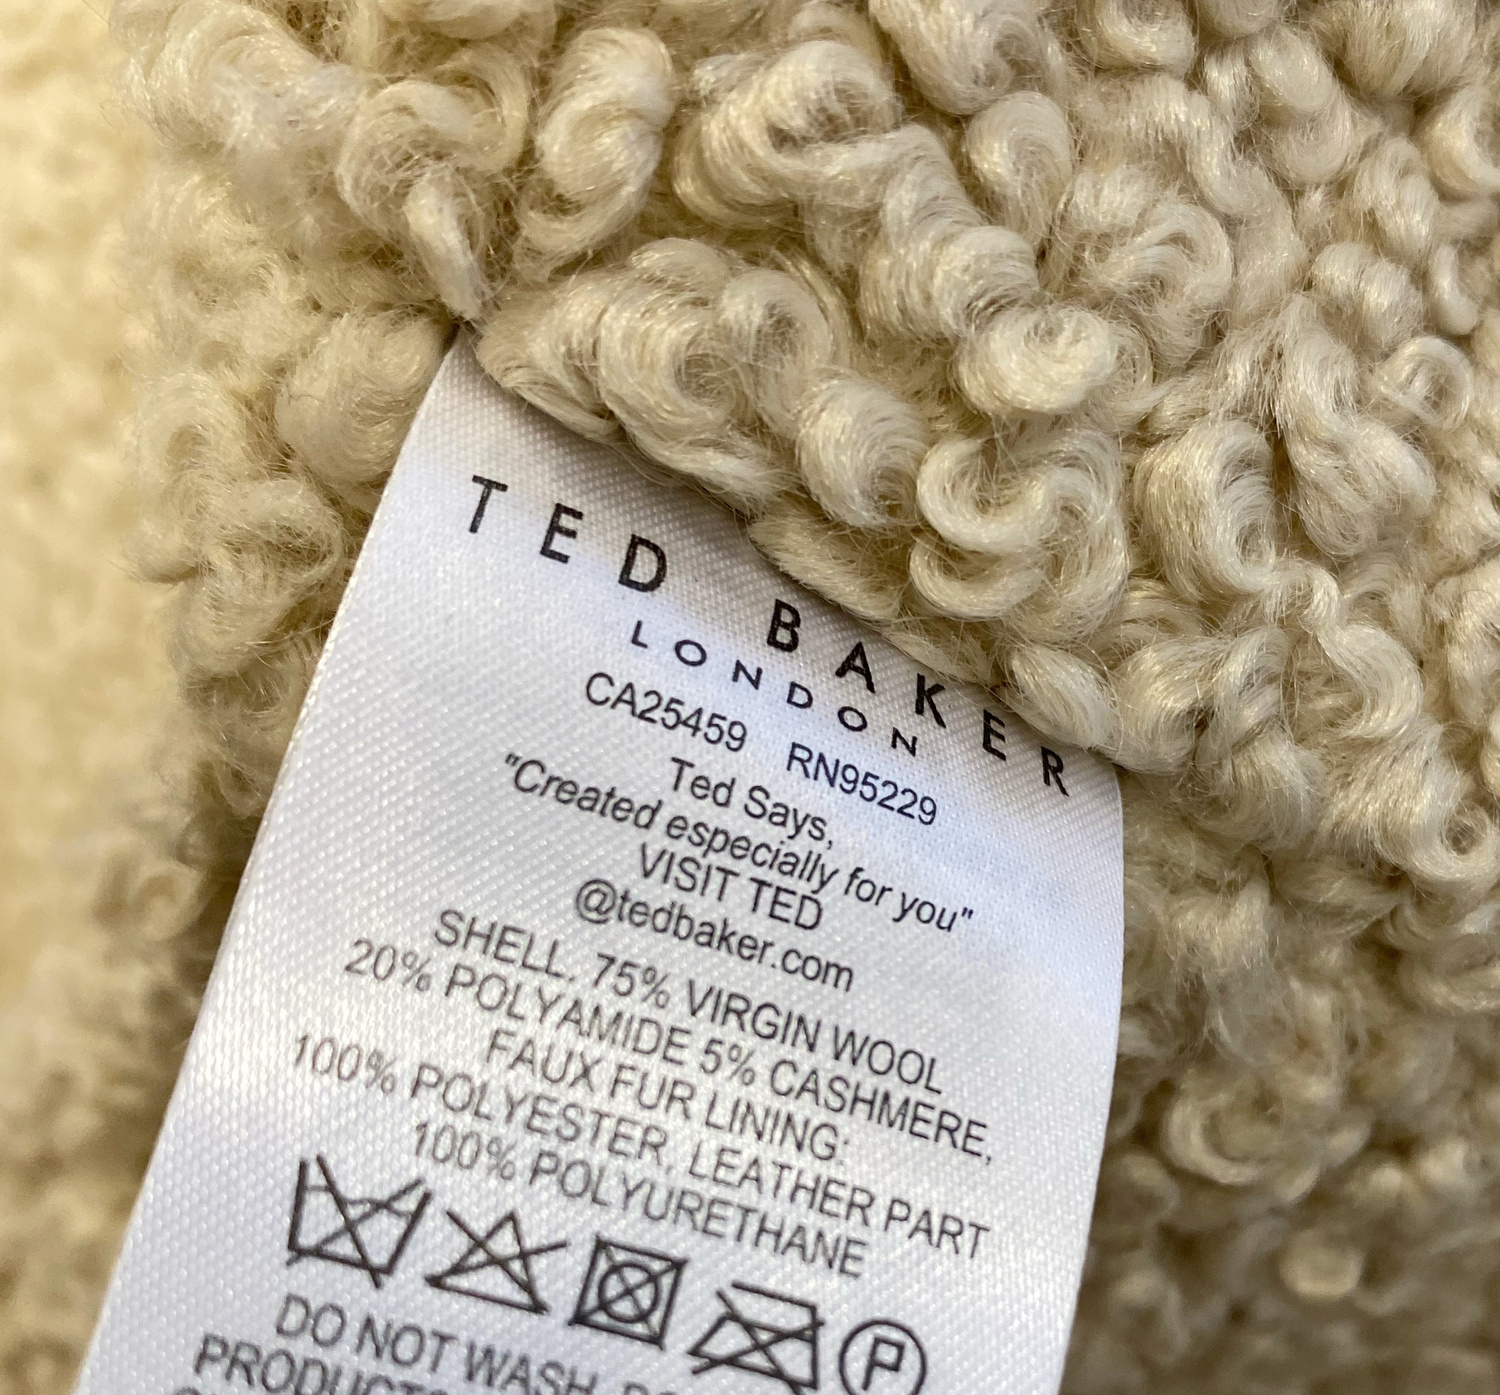 TED BAKER
LONDON
CA25459 RN95229
Ted Says,
"Created especially for you"
VISIT TED
@tedbaker.com
SHELL. 75% VIRGIN WOOL
20% POLYAMIDE 5% CASHMERE,
FAUX FUR LINING:
100% POLYESTER, LEATHER PART
100% POLYURETHANE
P
DO NOT WASH,
PRODUCTS